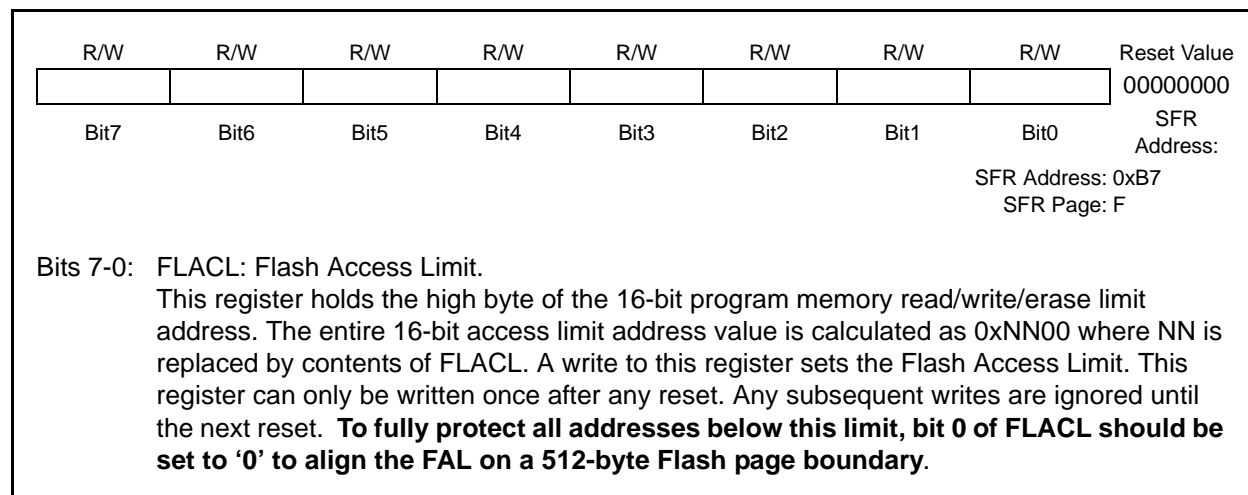 R/W R/W R/W R/W R/W R/W R/W R/W Reset Value
00000000
Bit7 Bit6 Bit5 Bit4 Bit3 Bit2 Bit1 Bit0 SFR
Address:
SFR Address: 0xB7
SFR Page: F
Bits 7-0: FLACL: Flash Access Limit.
This register holds the high byte of the 16-bit program memory read/write/erase limit
address. The entire 16-bit access limit address value is calculated as 0xNN00 where NN is
replaced by contents of FLACL. A write to this register sets the Flash Access Limit. This
register can only be written once after any reset. Any subsequent writes are ignored until
the next reset. To fully protect all addresses below this limit, bit 0 of FLACL should be
set to ‘0’ to align the FAL on a 512-byte Flash page boundary.